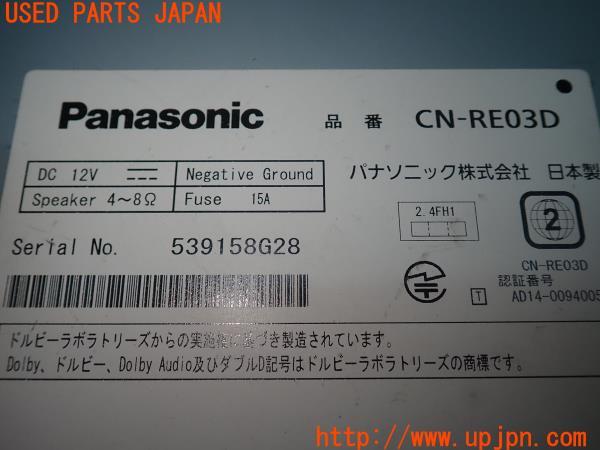 USED PARTS JAPAN
Panasonic 品番 CN-RE03D
DC 12V Negative Ground
Speaker 4〜8Ω Fuse 15A
パナソニック株式会社 日本製
2.4FH1
2
Serial No. 539158G28
CN-RE03D
認証番号
T AD14-0094005
ドルビーラボラトリーズからの実施権に基づき製造されています。
Dolby、ドルビー、Dolby Audio及びダブルD記号はドルビーラボラトリーズの商標です。
URL:http://www.upjpn.com